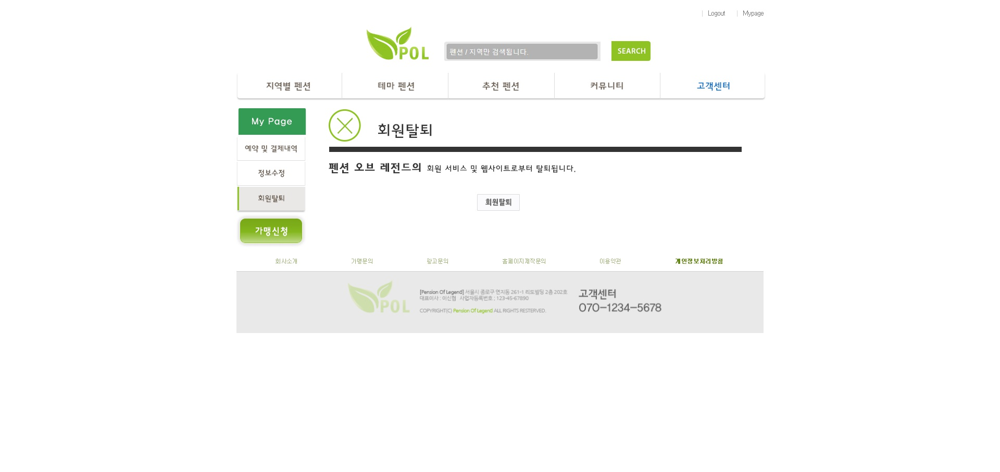 Logout Mypage
POL
펜션 / 지역만 검색됩니다.
SEARCH
지역별 펜션 테마 펜션 추천 펜션 커뮤니티 고객센터
My Page
예약 및 결제내역
정보수정
회원탈퇴
가맹신청
회원탈퇴
펜션 오브 레전드의 회원 서비스 및 웹사이트로부터 탈퇴됩니다.
회원탈퇴
회사소개 가맹문의 광고문의 홈페이지제작문의 이용약관 개인정보처리방침
POL
[Pension Of Legend] 서울시 종로구 연지동 261-1 리도빌딩 2층 202호
대표이사 : 이신협 사업자등록번호 : 123-45-67890
COPYRIGHT(C) Pension Of Legend ALL RIGHTS RESTERVED.
고객센터
070-1234-5678